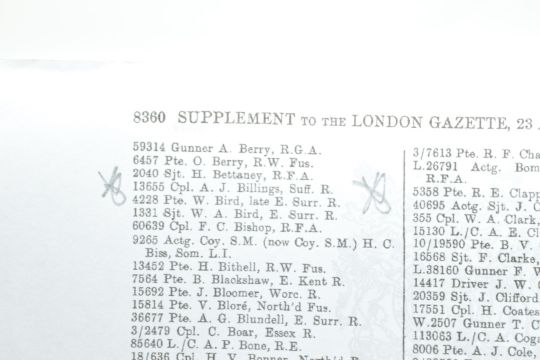 8360 SUPPLEMENT TO THE LONDON GAZETTE, 23
59314 Gunner A. Berry, R.G.A.
6457 Pte. O. Berry, R.W. Fus.
2040 Sjt. H. Bettaney, R.F.A.
13655 Cpl. A. J. Billings, Suff. R.
4228 Pte. W. Bird, late E. Surr. R.
1331 Sjt. W. A. Bird, E. Surr. R.
60639 Cpl. F. C. Bishop, R.F.A.
9265 Actg. Coy. S.M. (now Coy. S.M.) H. C.
Biss, Som. L.I.
13452 Pte. H. Bithell, R.W. Fus.
7564 Pte. B. Blackshaw, E. Kent R.
15692 Pte. J. Bloomer, Worc. R.
15814 Pte. V. Bloré, North'd Fus.
36677 Pte. A. G. Blundell, E. Surr. R.
3/2479 Cpl. C. Boar, Essex R.
85640 L./C. A. P. Bone, R.E.
18/636 Cpl. H. V. Bonner, North'd
3/7613 Pte. R. F. Cha
L.26791 Actg. Bom
R.F.A.
5358 Pte. R. E. Clapp
40695 Actg. Sjt. J. C
355 Cpl. W. A. Clark,
15130 L./C. A. E. Cl
10/19590 Pte. B. V.
16568 Sjt. F. Clarke,
L.38160 Gunner F. W
14417 Driver J. W.
20359 Sjt. J. Clifford
17551 Cpl. H. Coates
W.2507 Gunner T. C
113063 L./C. A. Coga
8006 Pte. A. J. Cole,